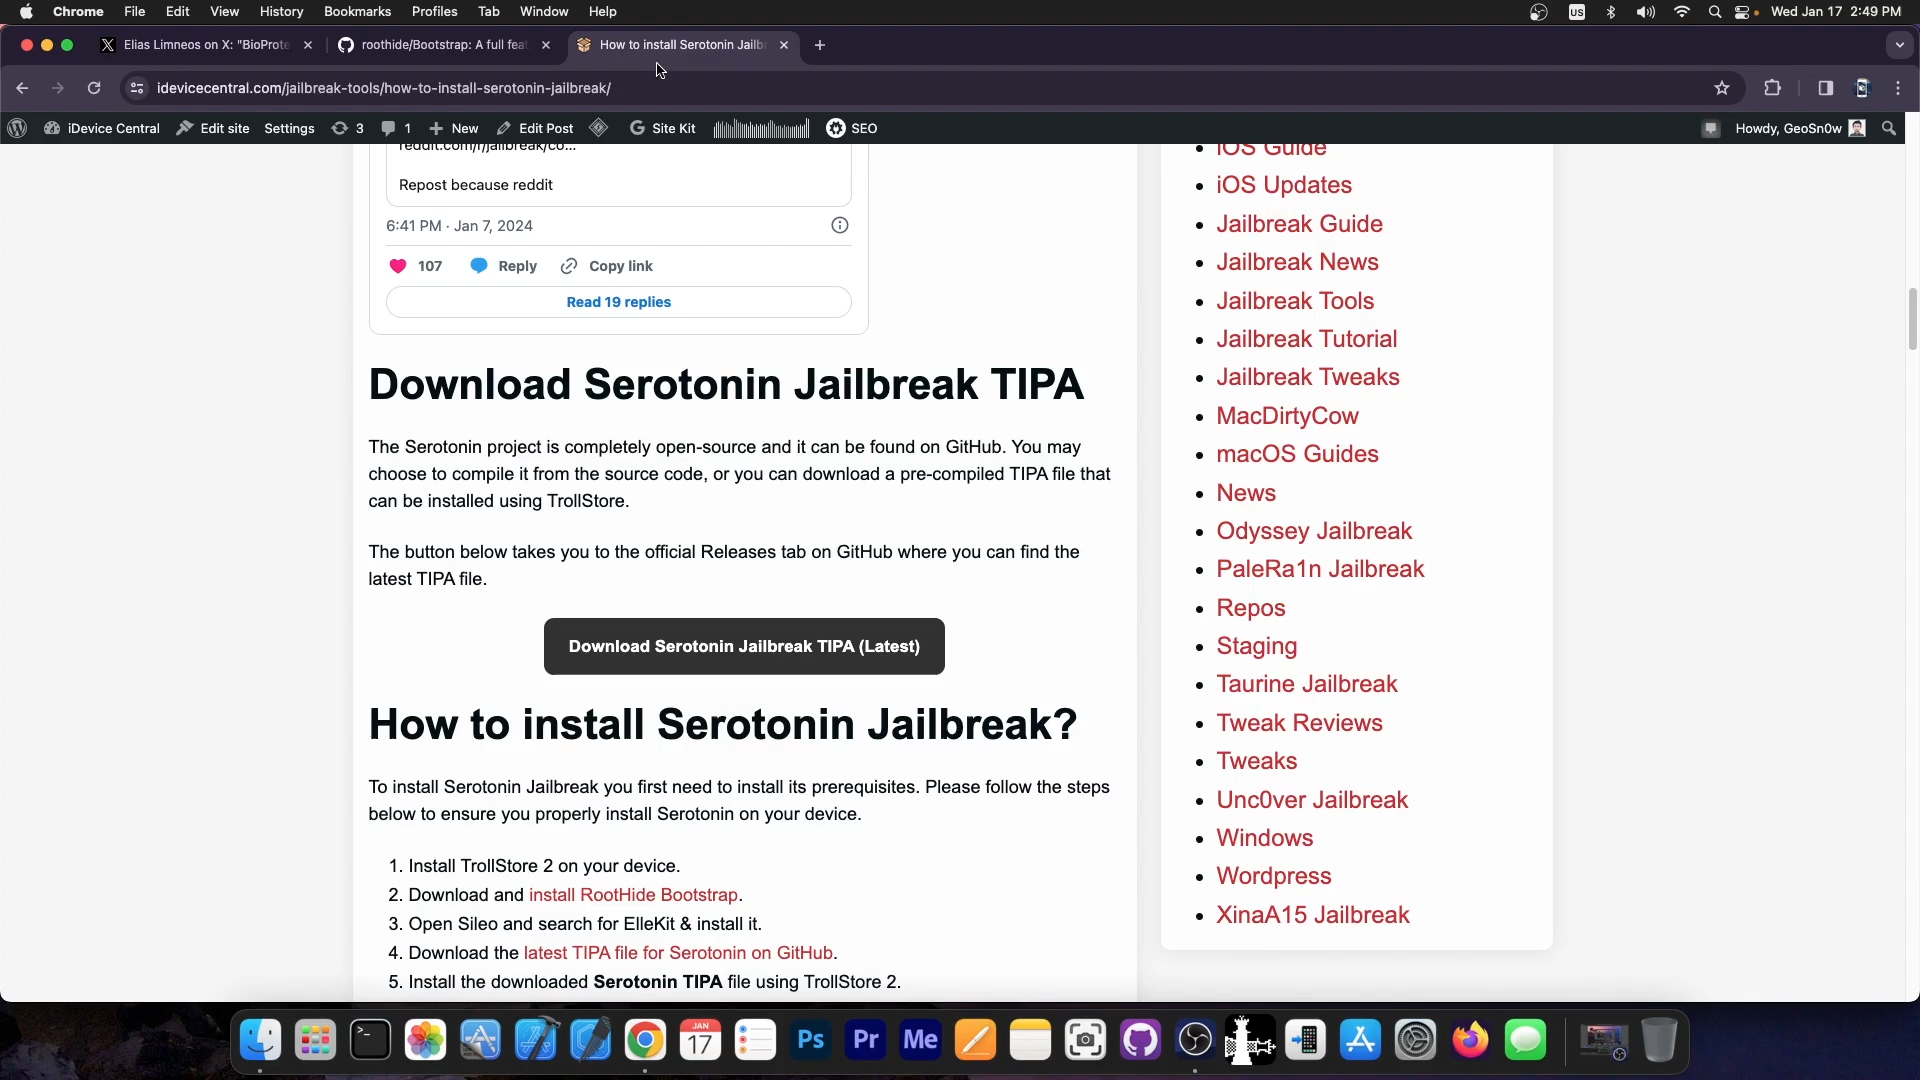 Chrome File Edit View History Bookmarks Profiles Tab Window Help
US Wed Jan 17 2:49 PM
Elias Limneos on X: "BioProte
roothide/Bootstrap: A full feat
How to install Serotonin Jailb
idevicecentral.com/jailbreak-tools/how-to-install-serotonin-jailbreak/
iDevice Central Edit site Settings 3 1 New Edit Post Site Kit SEO
Howdy, GeoSn0w
reddit.com/r/jailbreak/co...
Repost because reddit
6:41 PM · Jan 7, 2024
107 Reply Copy link
Read 19 replies
Download Serotonin Jailbreak TIPA
The Serotonin project is completely open-source and it can be found on GitHub. You may
choose to compile it from the source code, or you can download a pre-compiled TIPA file that
can be installed using TrollStore.
The button below takes you to the official Releases tab on GitHub where you can find the
latest TIPA file.
Download Serotonin Jailbreak TIPA (Latest)
How to install Serotonin Jailbreak?
To install Serotonin Jailbreak you first need to install its prerequisites. Please follow the steps
below to ensure you properly install Serotonin on your device.
1. Install TrollStore 2 on your device.
2. Download and install RootHide Bootstrap.
3. Open Sileo and search for ElleKit & install it.
4. Download the latest TIPA file for Serotonin on GitHub.
5. Install the downloaded Serotonin TIPA file using TrollStore 2.
iOS Guide
iOS Updates
Jailbreak Guide
Jailbreak News
Jailbreak Tools
Jailbreak Tutorial
Jailbreak Tweaks
MacDirtyCow
macOS Guides
News
Odyssey Jailbreak
PaleRa1n Jailbreak
Repos
Staging
Taurine Jailbreak
Tweak Reviews
Tweaks
Unc0ver Jailbreak
Windows
Wordpress
XinaA15 Jailbreak
JAN
17
Ps
Pr
Me